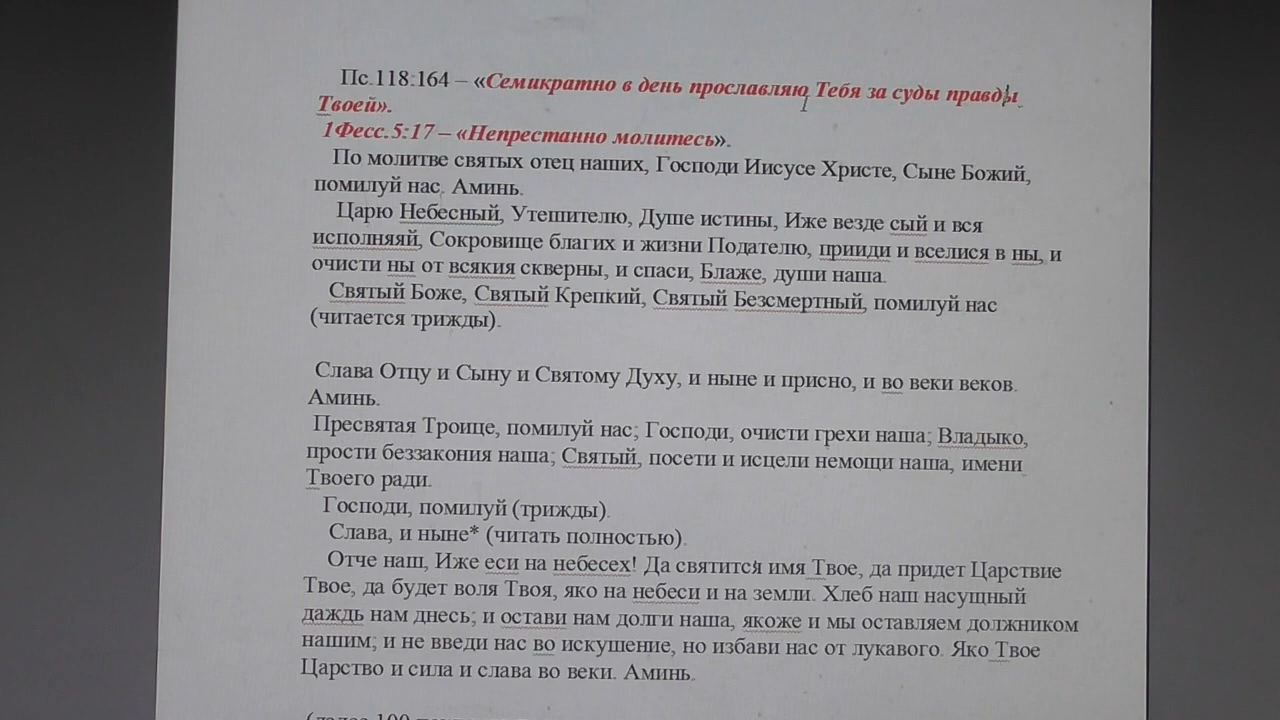 Пс.118:164 – «Семикратно в день прославляю Тебя за суды правды
Твоей».
1Фесс.5:17 – «Непрестанно молитесь».
По молитве святых отец наших, Господи Иисусе Христе, Сыне Божий,
помилуй нас. Аминь.
Царю Небесный, Утешителю, Душе истины, Иже везде сый и вся
исполняяй, Сокровище благих и жизни Подателю, прииди и вселися в ны, и
очисти ны от всякия скверны, и спаси, Блаже, души наша.
Святый Боже, Святый Крепкий, Святый Безсмертный, помилуй нас
(читается трижды).
Слава Отцу и Сыну и Святому Духу, и ныне и присно, и во веки веков.
Аминь.
Пресвятая Троице, помилуй нас; Господи, очисти грехи наша; Владыко,
прости беззакония наша; Святый, посети и исцели немощи наша, имени
Твоего ради.
Господи, помилуй (трижды).
Слава, и ныне* (читать полностью).
Отче наш, Иже еси на небесех! Да святится имя Твое, да придет Царствие
Твое, да будет воля Твоя, яко на небеси и на земли. Хлеб наш насущный
даждь нам днесь; и остави нам долги наша, якоже и мы оставляем должником
нашим; и не введи нас во искушение, но избави нас от лукавого. Яко Твое
Царство и сила и слава во веки. Аминь.